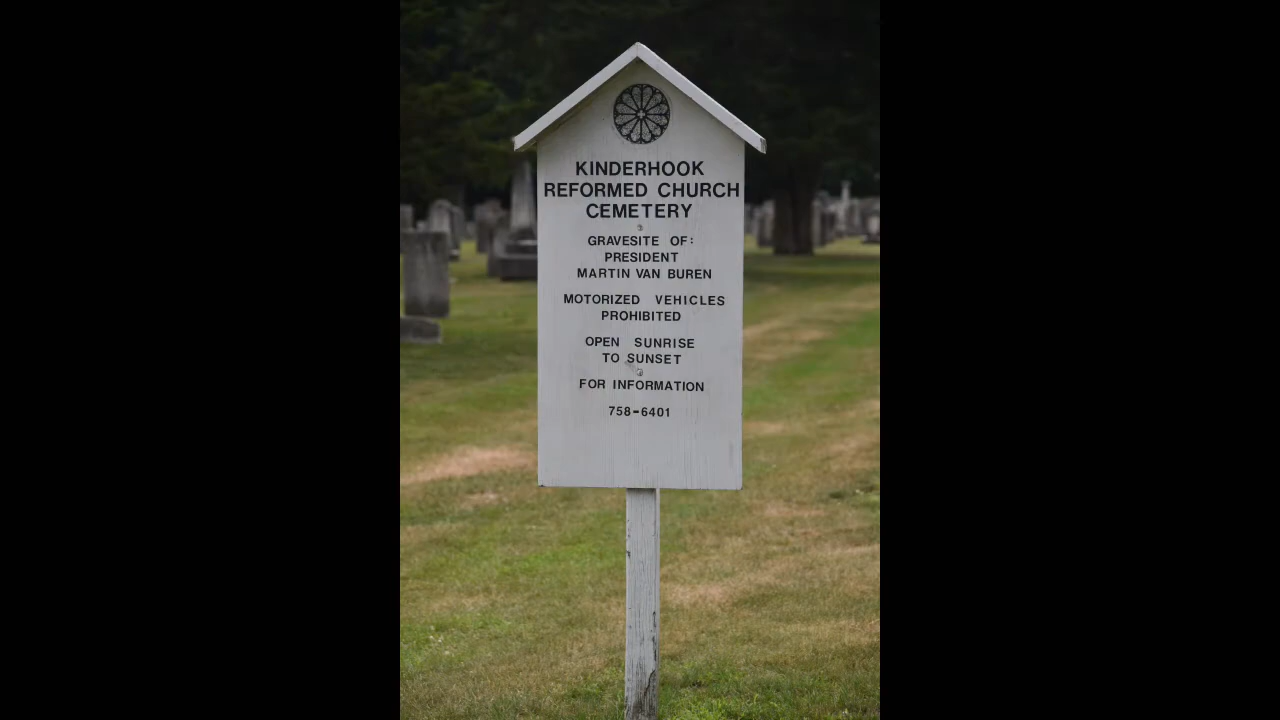 KINDERHOOK
REFORMED CHURCH
CEMETERY
GRAVESITE OF:
PRESIDENT
MARTIN VAN BUREN
MOTORIZED VEHICLES
PROHIBITED
OPEN SUNRISE
TO SUNSET
FOR INFORMATION
758-6401